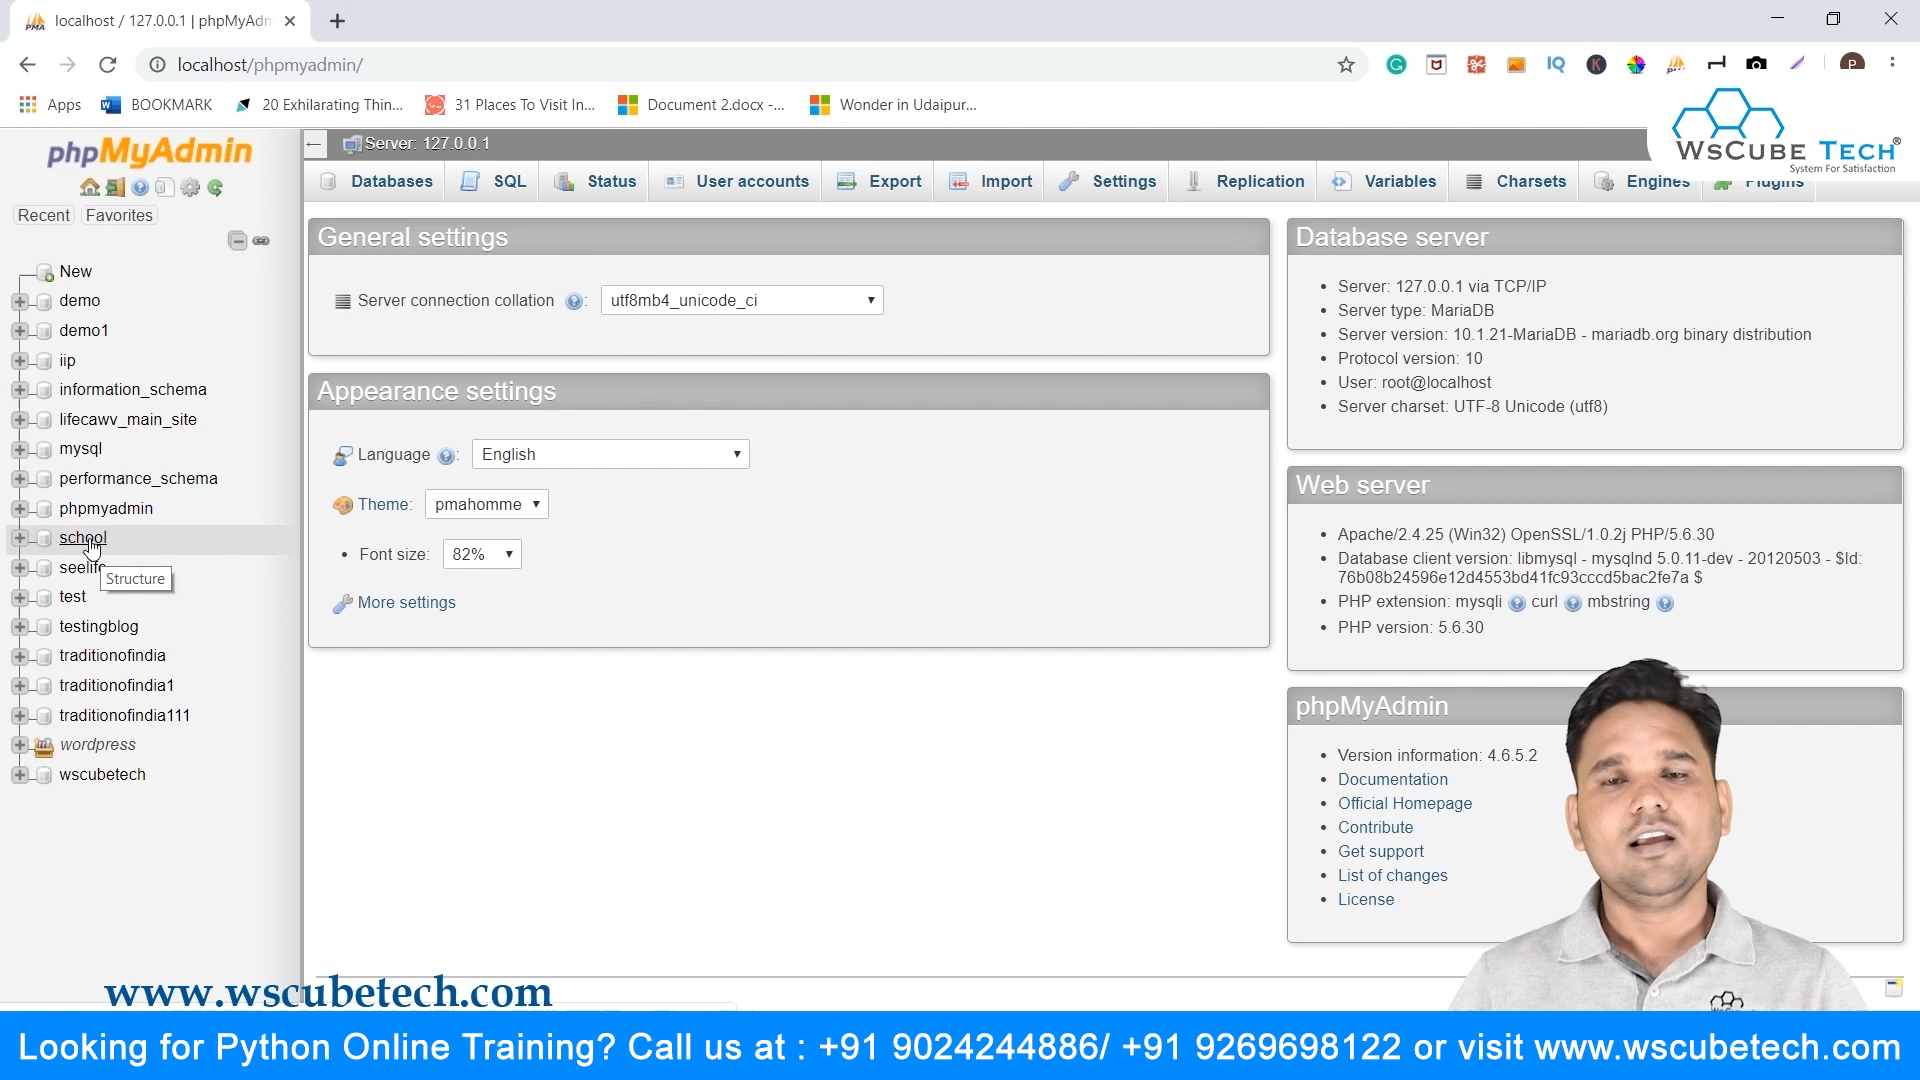 localhost / 127.0.0.1 | phpMyAdm
localhost/phpmyadmin/
Apps
BOOKMARK
20 Exhilarating Thin...
31 Places To Visit In...
Document 2.docx -...
Wonder in Udaipur...
WsCube Tech®
System For Satisfaction
phpMyAdmin
Recent
Favorites
New
demo
demo1
iip
information_schema
lifecawv_main_site
mysql
performance_schema
phpmyadmin
school
seelife
Structure
test
testingblog
traditionofindia
traditionofindia1
traditionofindia111
wordpress
wscubetech
Server: 127.0.0.1
Databases
SQL
Status
User accounts
Export
Import
Settings
Replication
Variables
Charsets
Engines
Plugins
General settings
Server connection collation
:
utf8mb4_unicode_ci
Appearance settings
Language
:
English
Theme:
pmahomme
Font size:
82%
More settings
Database server
Server: 127.0.0.1 via TCP/IP
Server type: MariaDB
Server version: 10.1.21-MariaDB - mariadb.org binary distribution
Protocol version: 10
User: root@localhost
Server charset: UTF-8 Unicode (utf8)
Web server
Apache/2.4.25 (Win32) OpenSSL/1.0.2j PHP/5.6.30
Database client version: libmysql - mysqlnd 5.0.11-dev - 20120503 - $Id:
76b08b24596e12d4553bd41fc93cccd5bac2fe7a $
PHP extension: mysqli curl mbstring
PHP version: 5.6.30
phpMyAdmin
Version information: 4.6.5.2
Documentation
Official Homepage
Contribute
Get support
List of changes
License
www.wscubetech.com
Looking for Python Online Training? Call us at : +91 9024244886/ +91 9269698122 or visit www.wscubetech.com